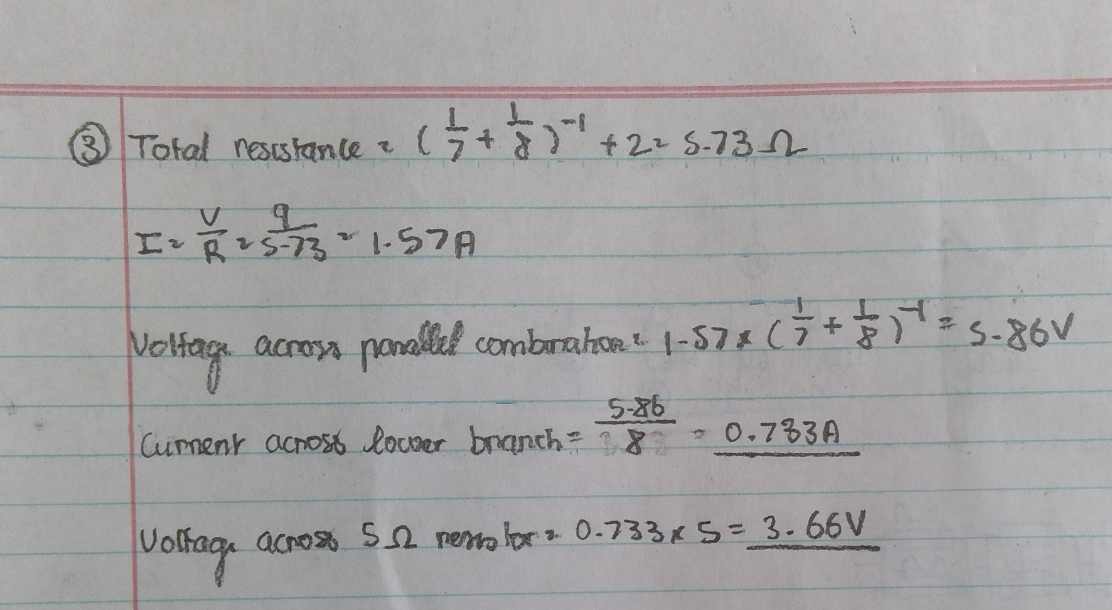 ③ Total resistance = (1/7 + 1/8)^-1 + 2 = 5.73 Ω
I = V/R = 9/5.73 = 1.57A
Voltage across parallel combination = 1.57 × (1/7 + 1/8)^-1 = 5.86V
Current across lower branch = 5.86/8 = 0.733A
Voltage across 5Ω resistor = 0.733 × 5 = 3.66V